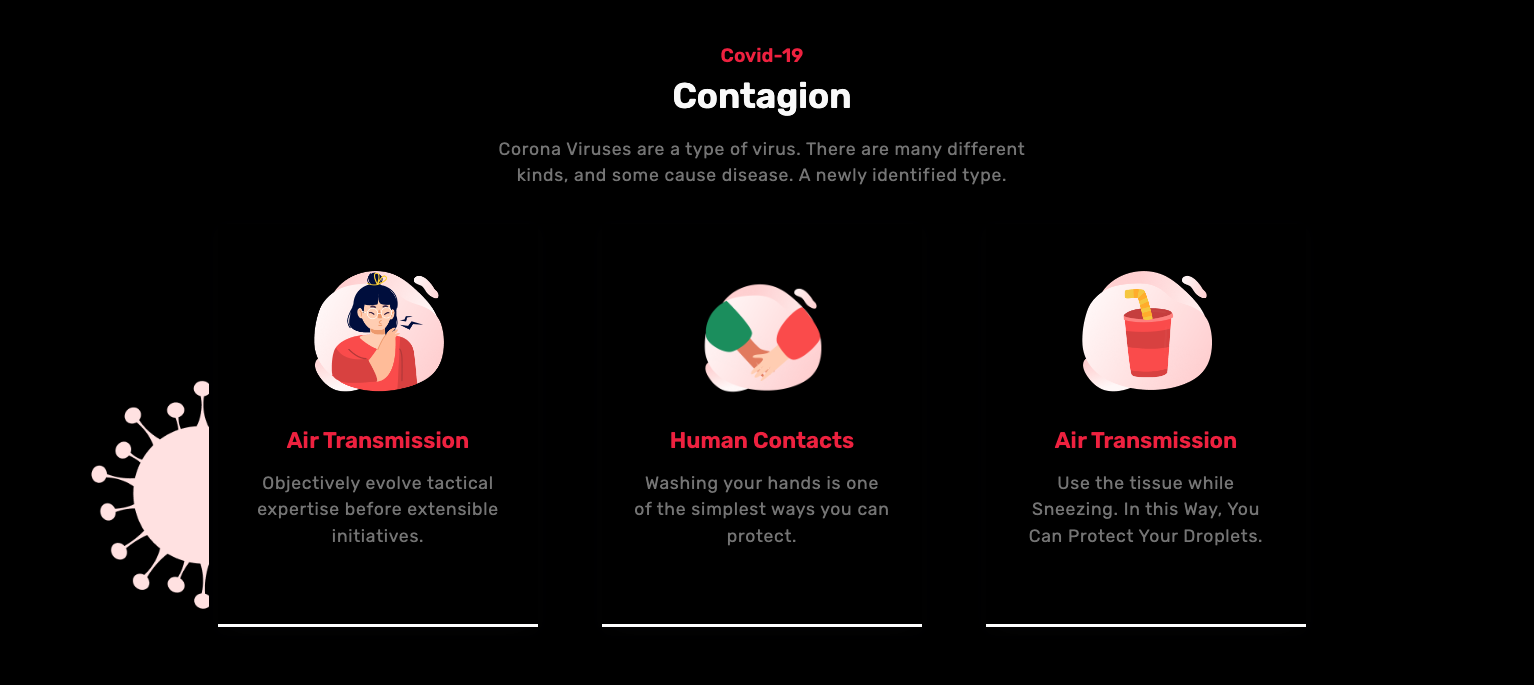 Covid-19
Contagion
Corona Viruses are a type of virus. There are many different
kinds, and some cause disease. A newly identified type.
Air Transmission
Objectively evolve tactical
expertise before extensible
initiatives.
Human Contacts
Washing your hands is one
of the simplest ways you can
protect.
Air Transmission
Use the tissue while
Sneezing. In this Way, You
Can Protect Your Droplets.